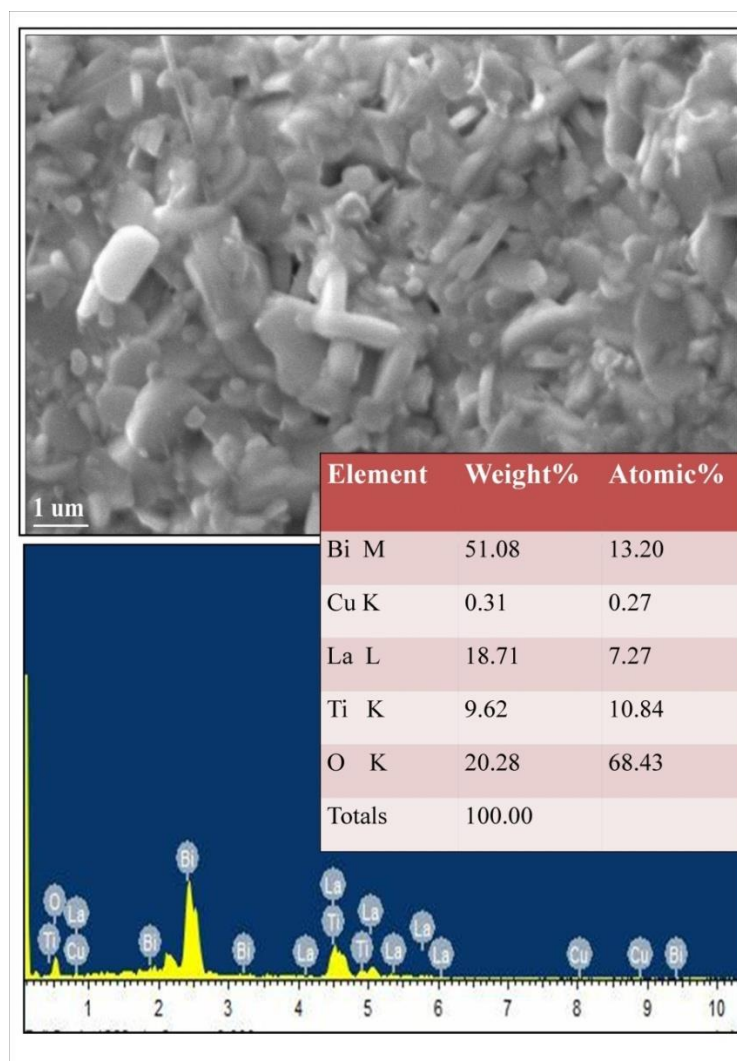 1 um
Element Weight% Atomic%
Bi M 51.08 13.20
Cu K 0.31 0.27
La L 18.71 7.27
Ti K 9.62 10.84
O K 20.28 68.43
Totals 100.00
Bi
O La La
Ti Cu Bi Bi La Ti Ti La La La La Cu Cu Bi
1 2 3 4 5 6 7 8 9 10